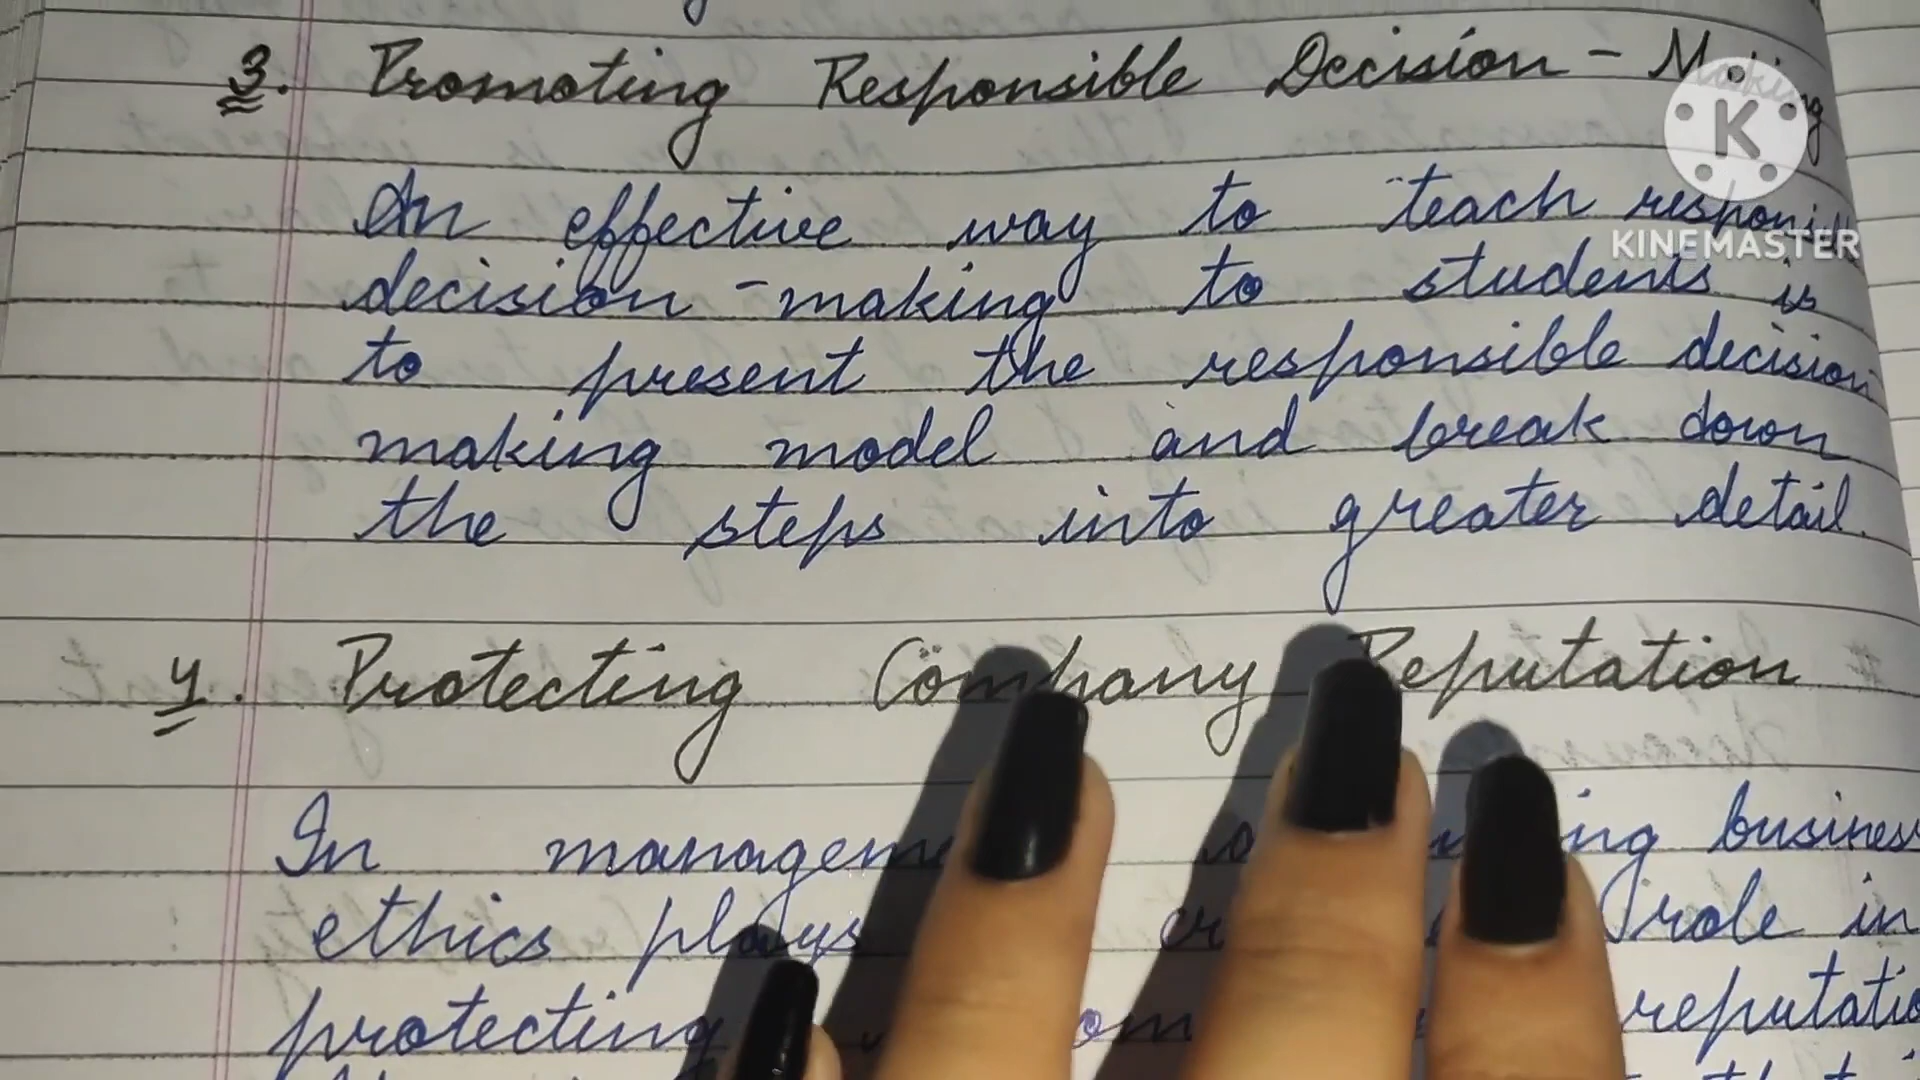 3. Promoting Responsible Decision - Making
An effective way to teach
decision - making to students is
to present the responsible decision
making model and break down
the steps into greater detail.
4. Protecting Company Reputation
In business
ethics plays role in
protecting
K
KINEMASTER